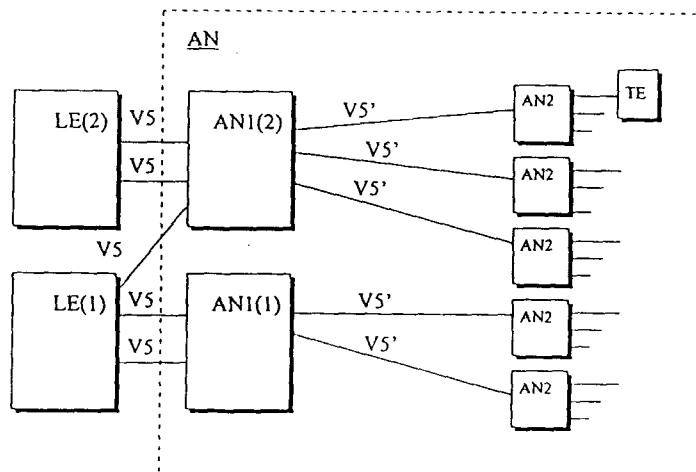 AN
LE(2)
V5
V5
AN1(2)
V5'
V5'
V5'
AN2
TE
AN2
AN2
V5
LE(1)
V5
V5
AN1(1)
V5'
V5'
AN2
AN2